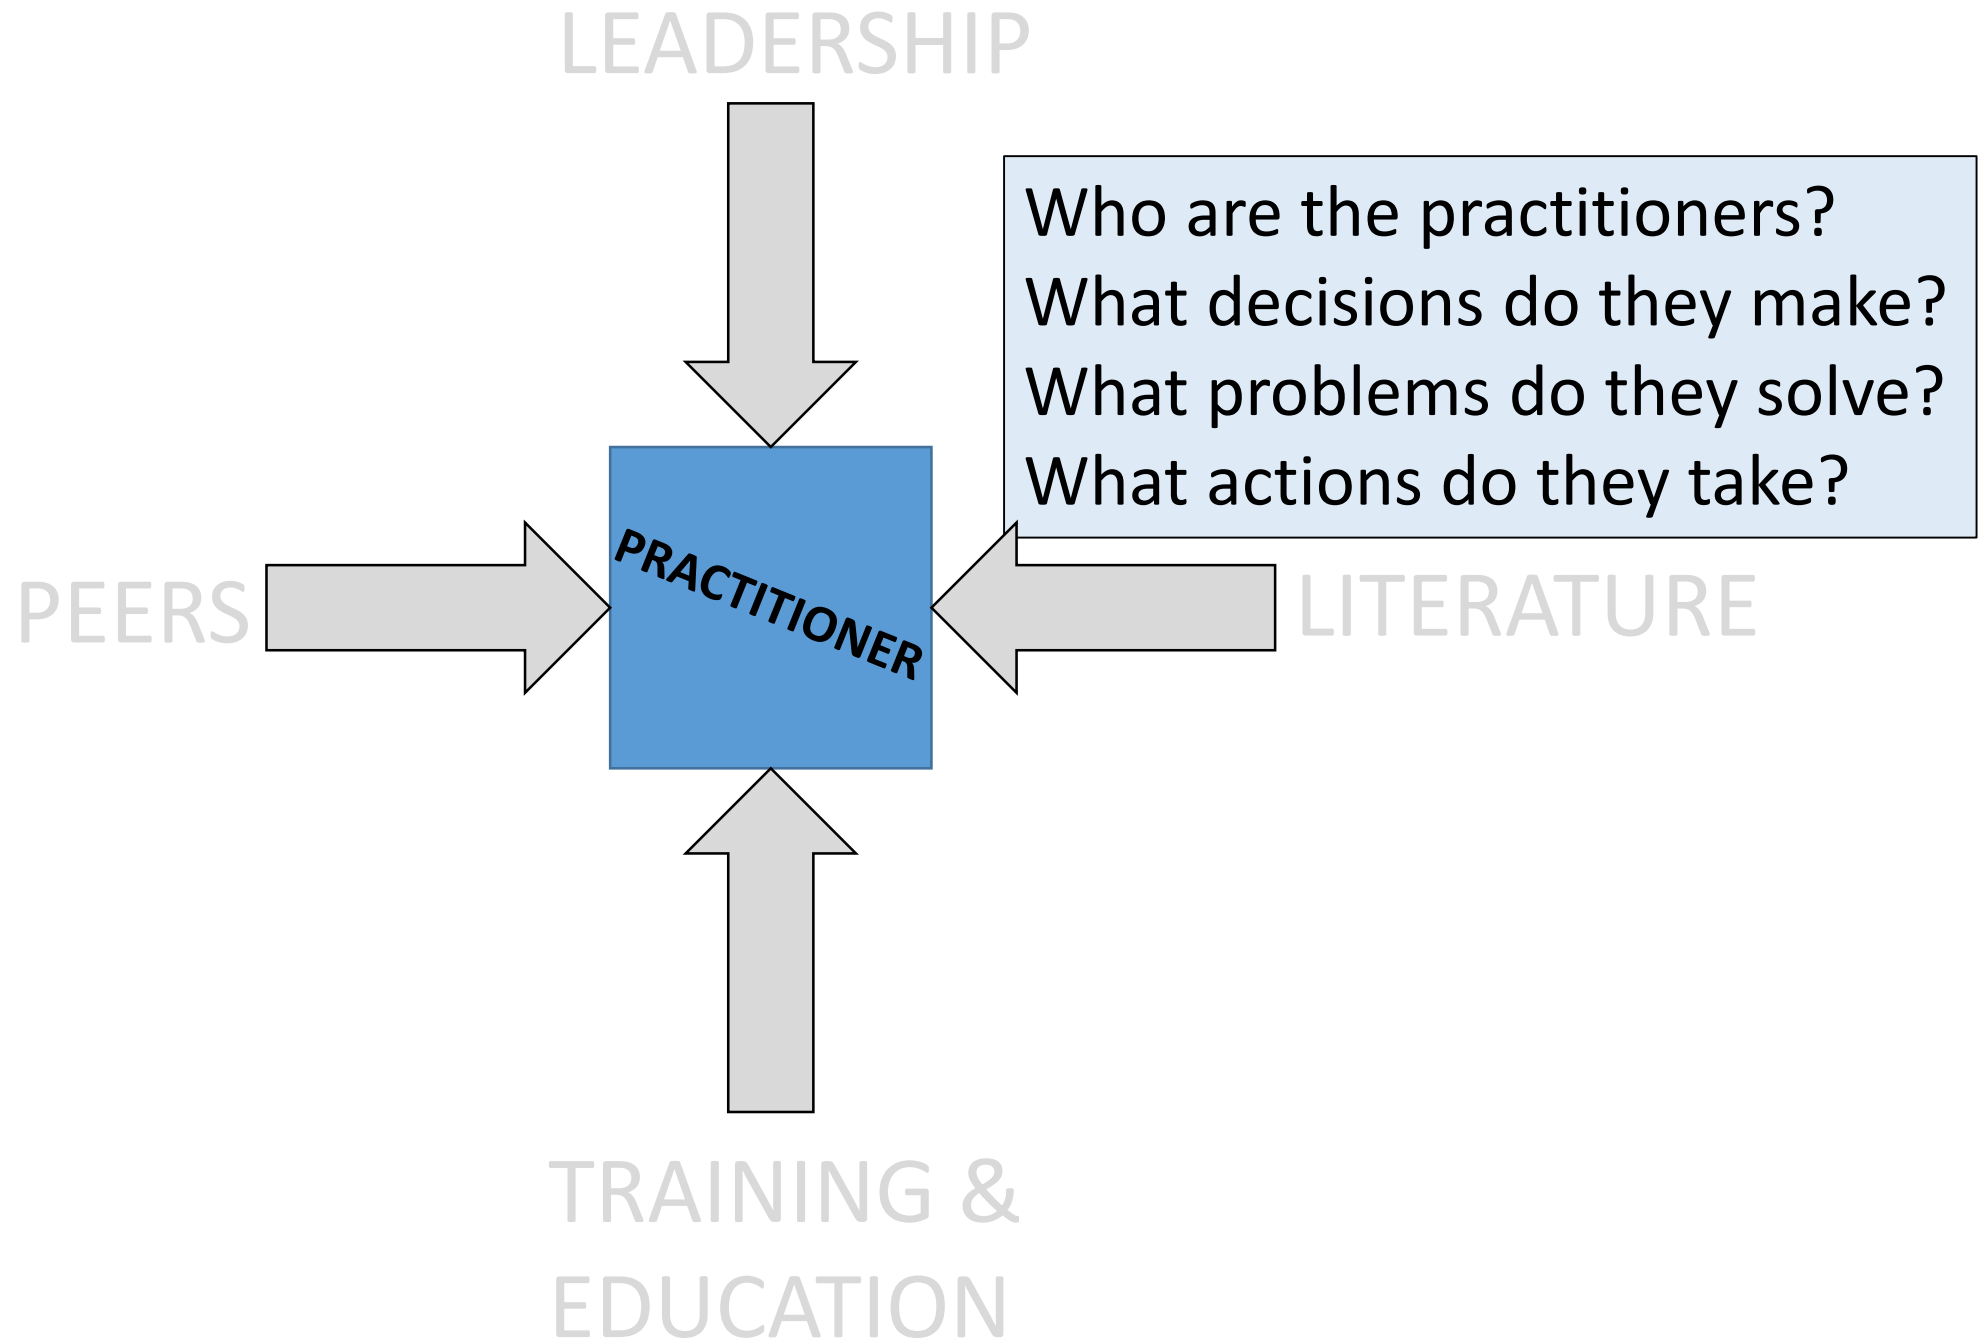 LEADERSHIP
Who are the practitioners?
What decisions do they make?
What problems do they solve?
What actions do they take?
PEERS
PRACTITIONER
LITERATURE
TRAINING &
EDUCATION